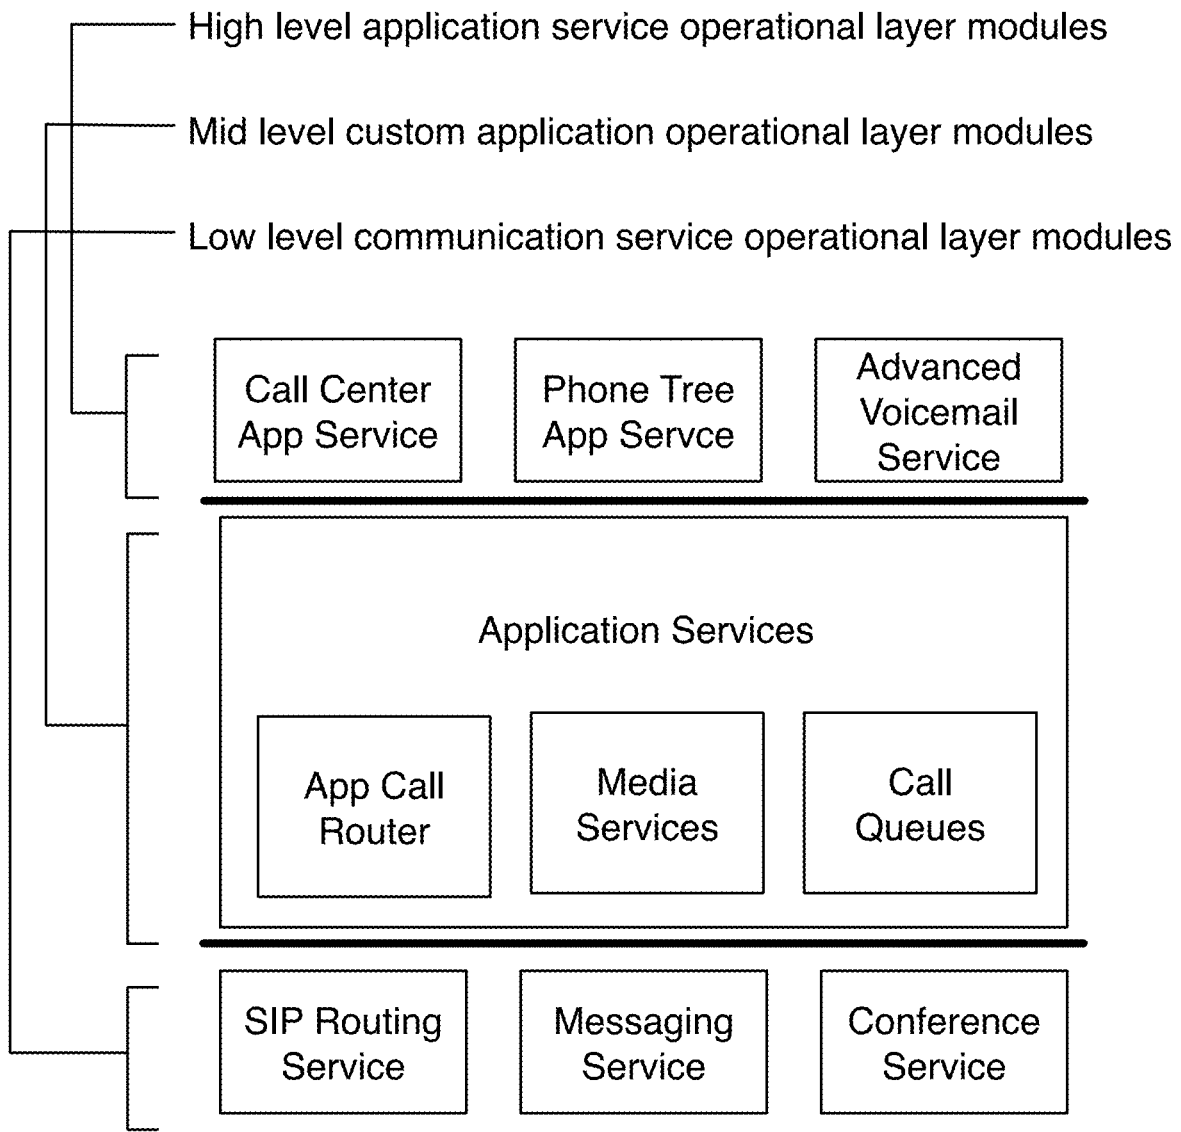 High level application service operational layer modules
Mid level custom application operational layer modules
Low level communication service operational layer modules
Call Center
App Service
Phone Tree
App Servce
Advanced
Voicemail
Service
Application Services
App Call
Router
Media
Services
Call
Queues
SIP Routing
Service
Messaging
Service
Conference
Service